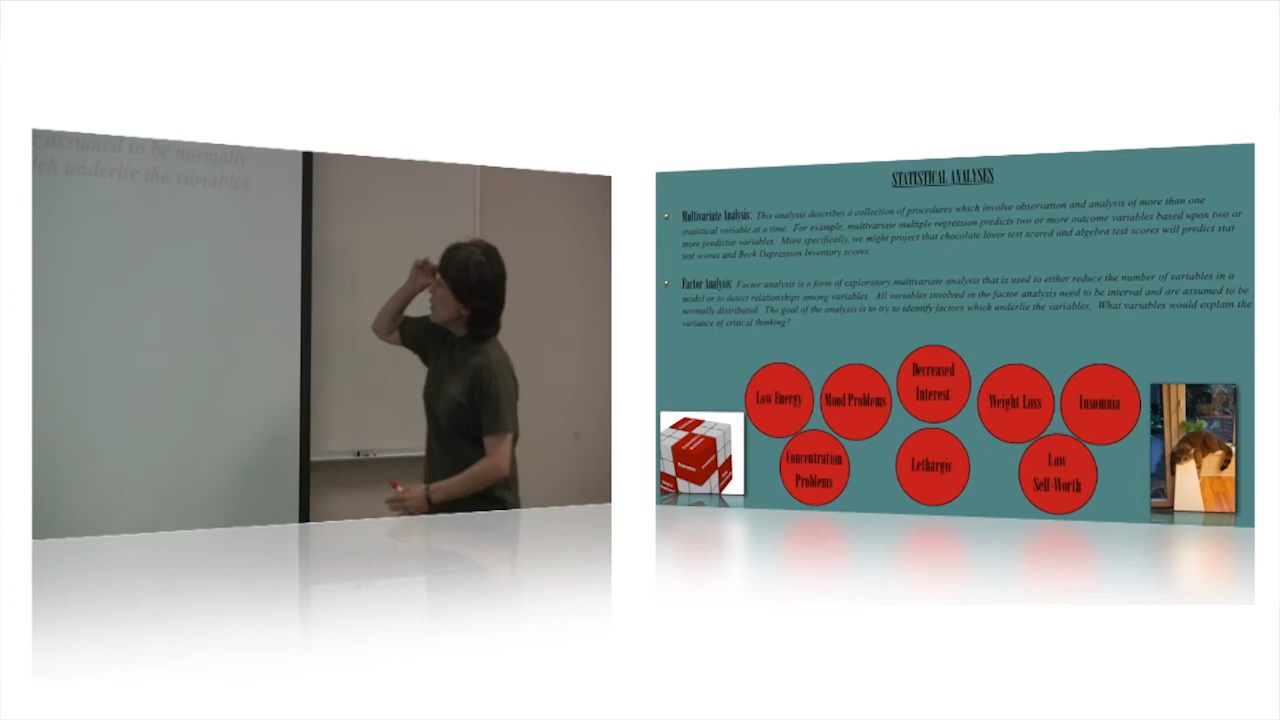 e assumed to be normally
ich underlie the variables
STATISTICAL ANALYSES
Multivariate Analysis: This analysis describes a collection of procedures which involve observation and analysis of more than one
statistical variable at a time. For example, multivariate multiple regression predicts two or more outcome variables based upon two or
more predictor variables. More specifically, we might project that chocolate lover test scored and algebra test scores will predict stat
test scores and Beck Depression Inventory scores.
Factor Analysis: Factor analysis is a form of exploratory multivariate analysis that is used to either reduce the number of variables in a
model or to detect relationships among variables. All variables involved in the factor analysis need to be interval and are assumed to be
normally distributed. The goal of the analysis is to try to identify factors which underlie the variables. What variables would explain the
variance of critical thinking?
Low Energy
Mood Problems
Decreased
Interest
Weight Loss
Insomnia
Concentration
Problems
Lethargic
Low
Self-Worth